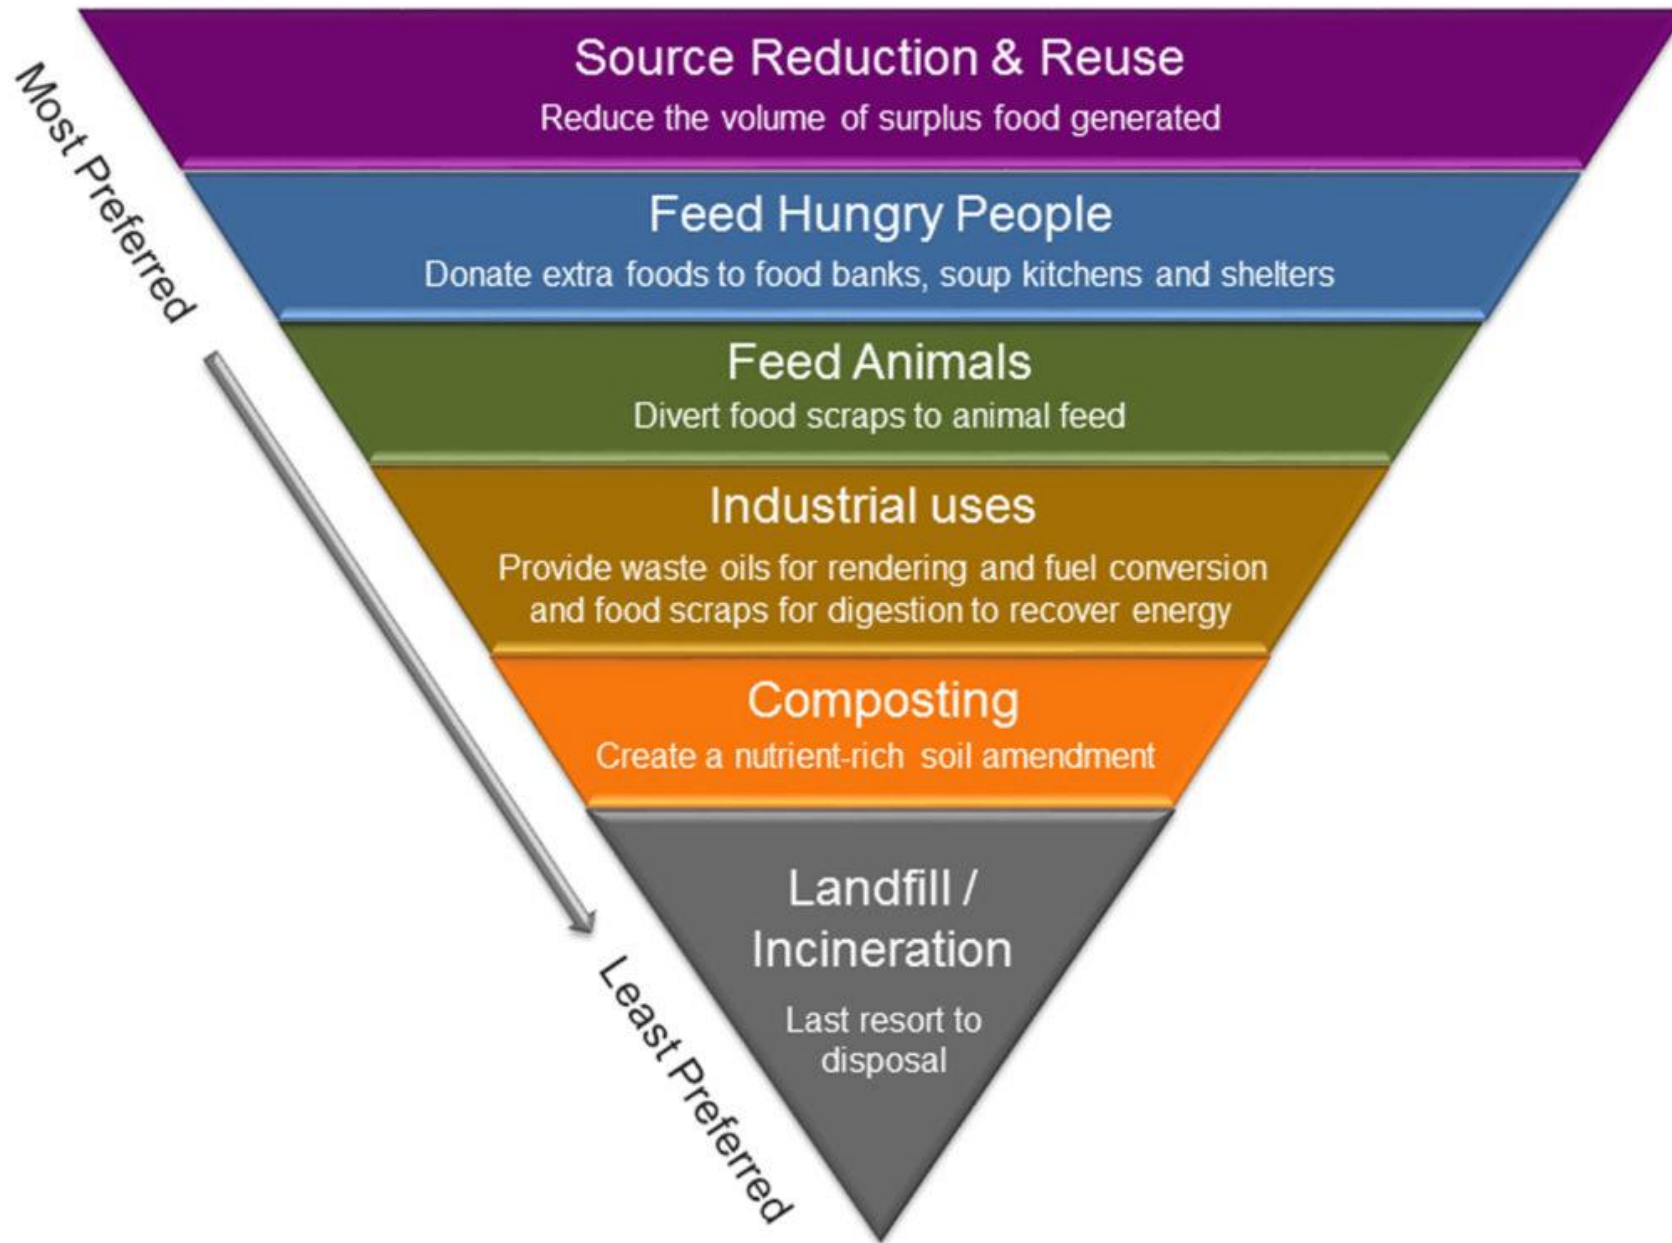 Source Reduction & Reuse
Reduce the volume of surplus food generated
Most Preferred
Feed Hungry People
Donate extra foods to food banks, soup kitchens and shelters
Feed Animals
Divert food scraps to animal feed
Industrial uses
Provide waste oils for rendering and fuel conversion
and food scraps for digestion to recover energy
Composting
Create a nutrient-rich soil amendment
Landfill /
Incineration
Last resort to
disposal
Least Preferred